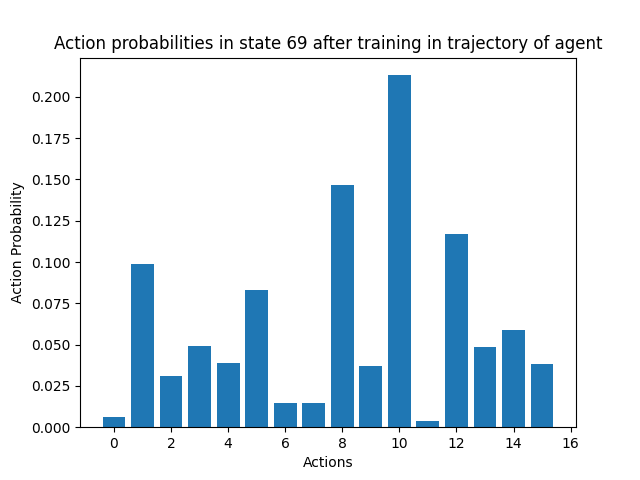 Action probabilities in state 69 after training in trajectory of agent
0.200
0.175
0.150
0.125
0.100
0.075
0.050
0.025
0.000
Action Probability
0 2 4 6 8 10 12 14 16
Actions